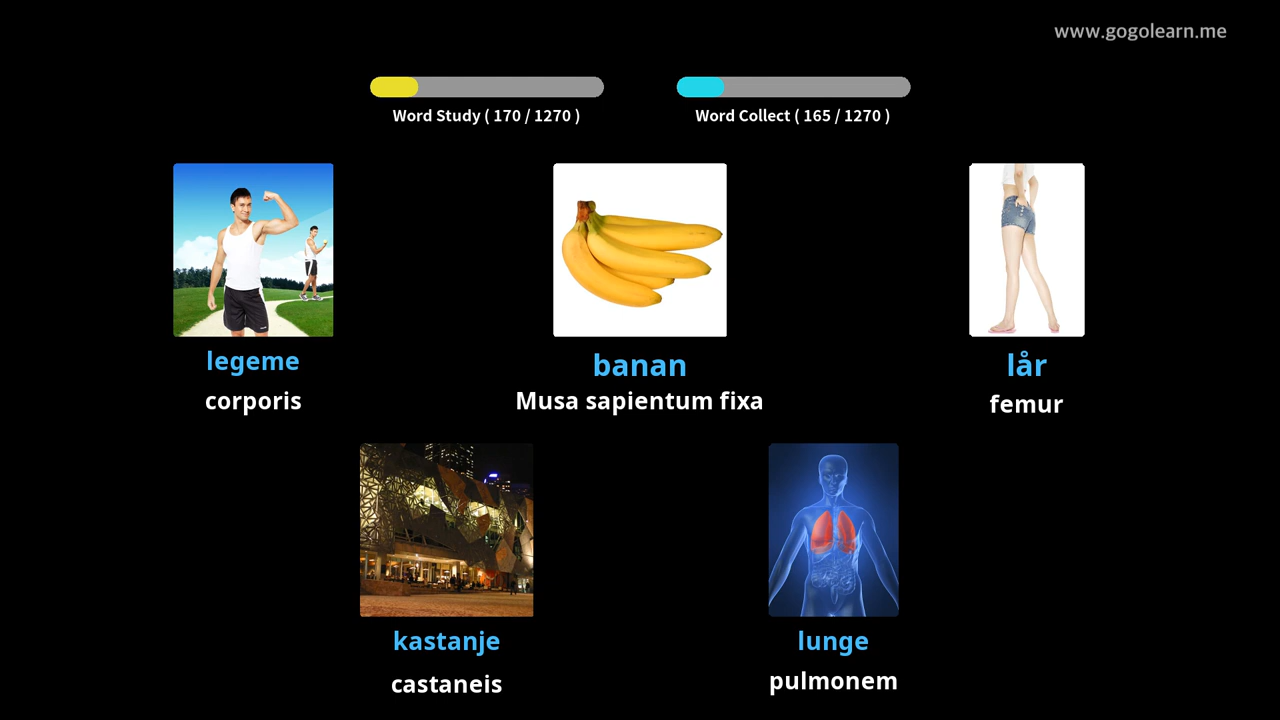 www.gogolearn.me
Word Study ( 170 / 1270 )
Word Collect ( 165 / 1270 )
legeme
corporis
banan
Musa sapientum fixa
lår
femur
kastanje
castaneis
lunge
pulmonem